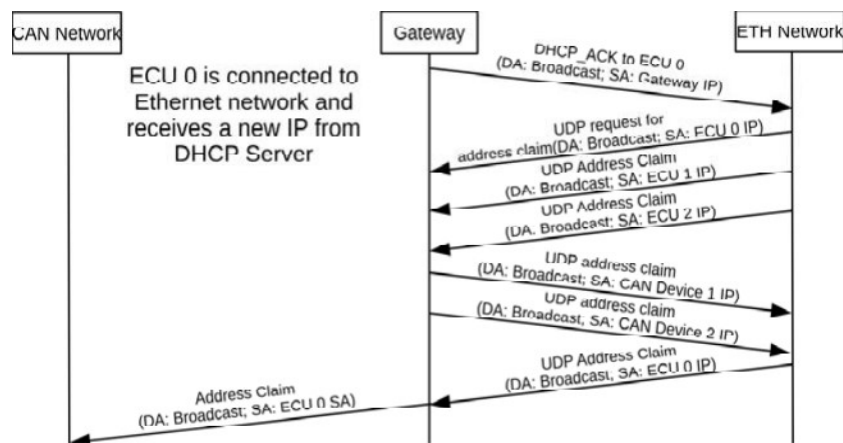 CAN Network
Gateway
ETH Network
ECU 0 is connected to
Ethernet network and
receives a new IP from
DHCP Server
DHCP_ACK to ECU 0
(DA: Broadcast; SA: Gateway IP)
UDP request for
address claim(DA: Broadcast; SA: ECU 0 IP)
UDP Address Claim
(DA: Broadcast; SA: ECU 1 IP)
UDP Address Claim
(DA: Broadcast; SA: ECU 2 IP)
UDP address claim
(DA: Broadcast; SA: CAN Device 1 IP)
UDP address claim
(DA: Broadcast; SA: CAN Device 2 IP)
UDP Address Claim
(DA: Broadcast; SA: ECU 0 IP)
Address Claim
(DA: Broadcast; SA: ECU 0 SA)